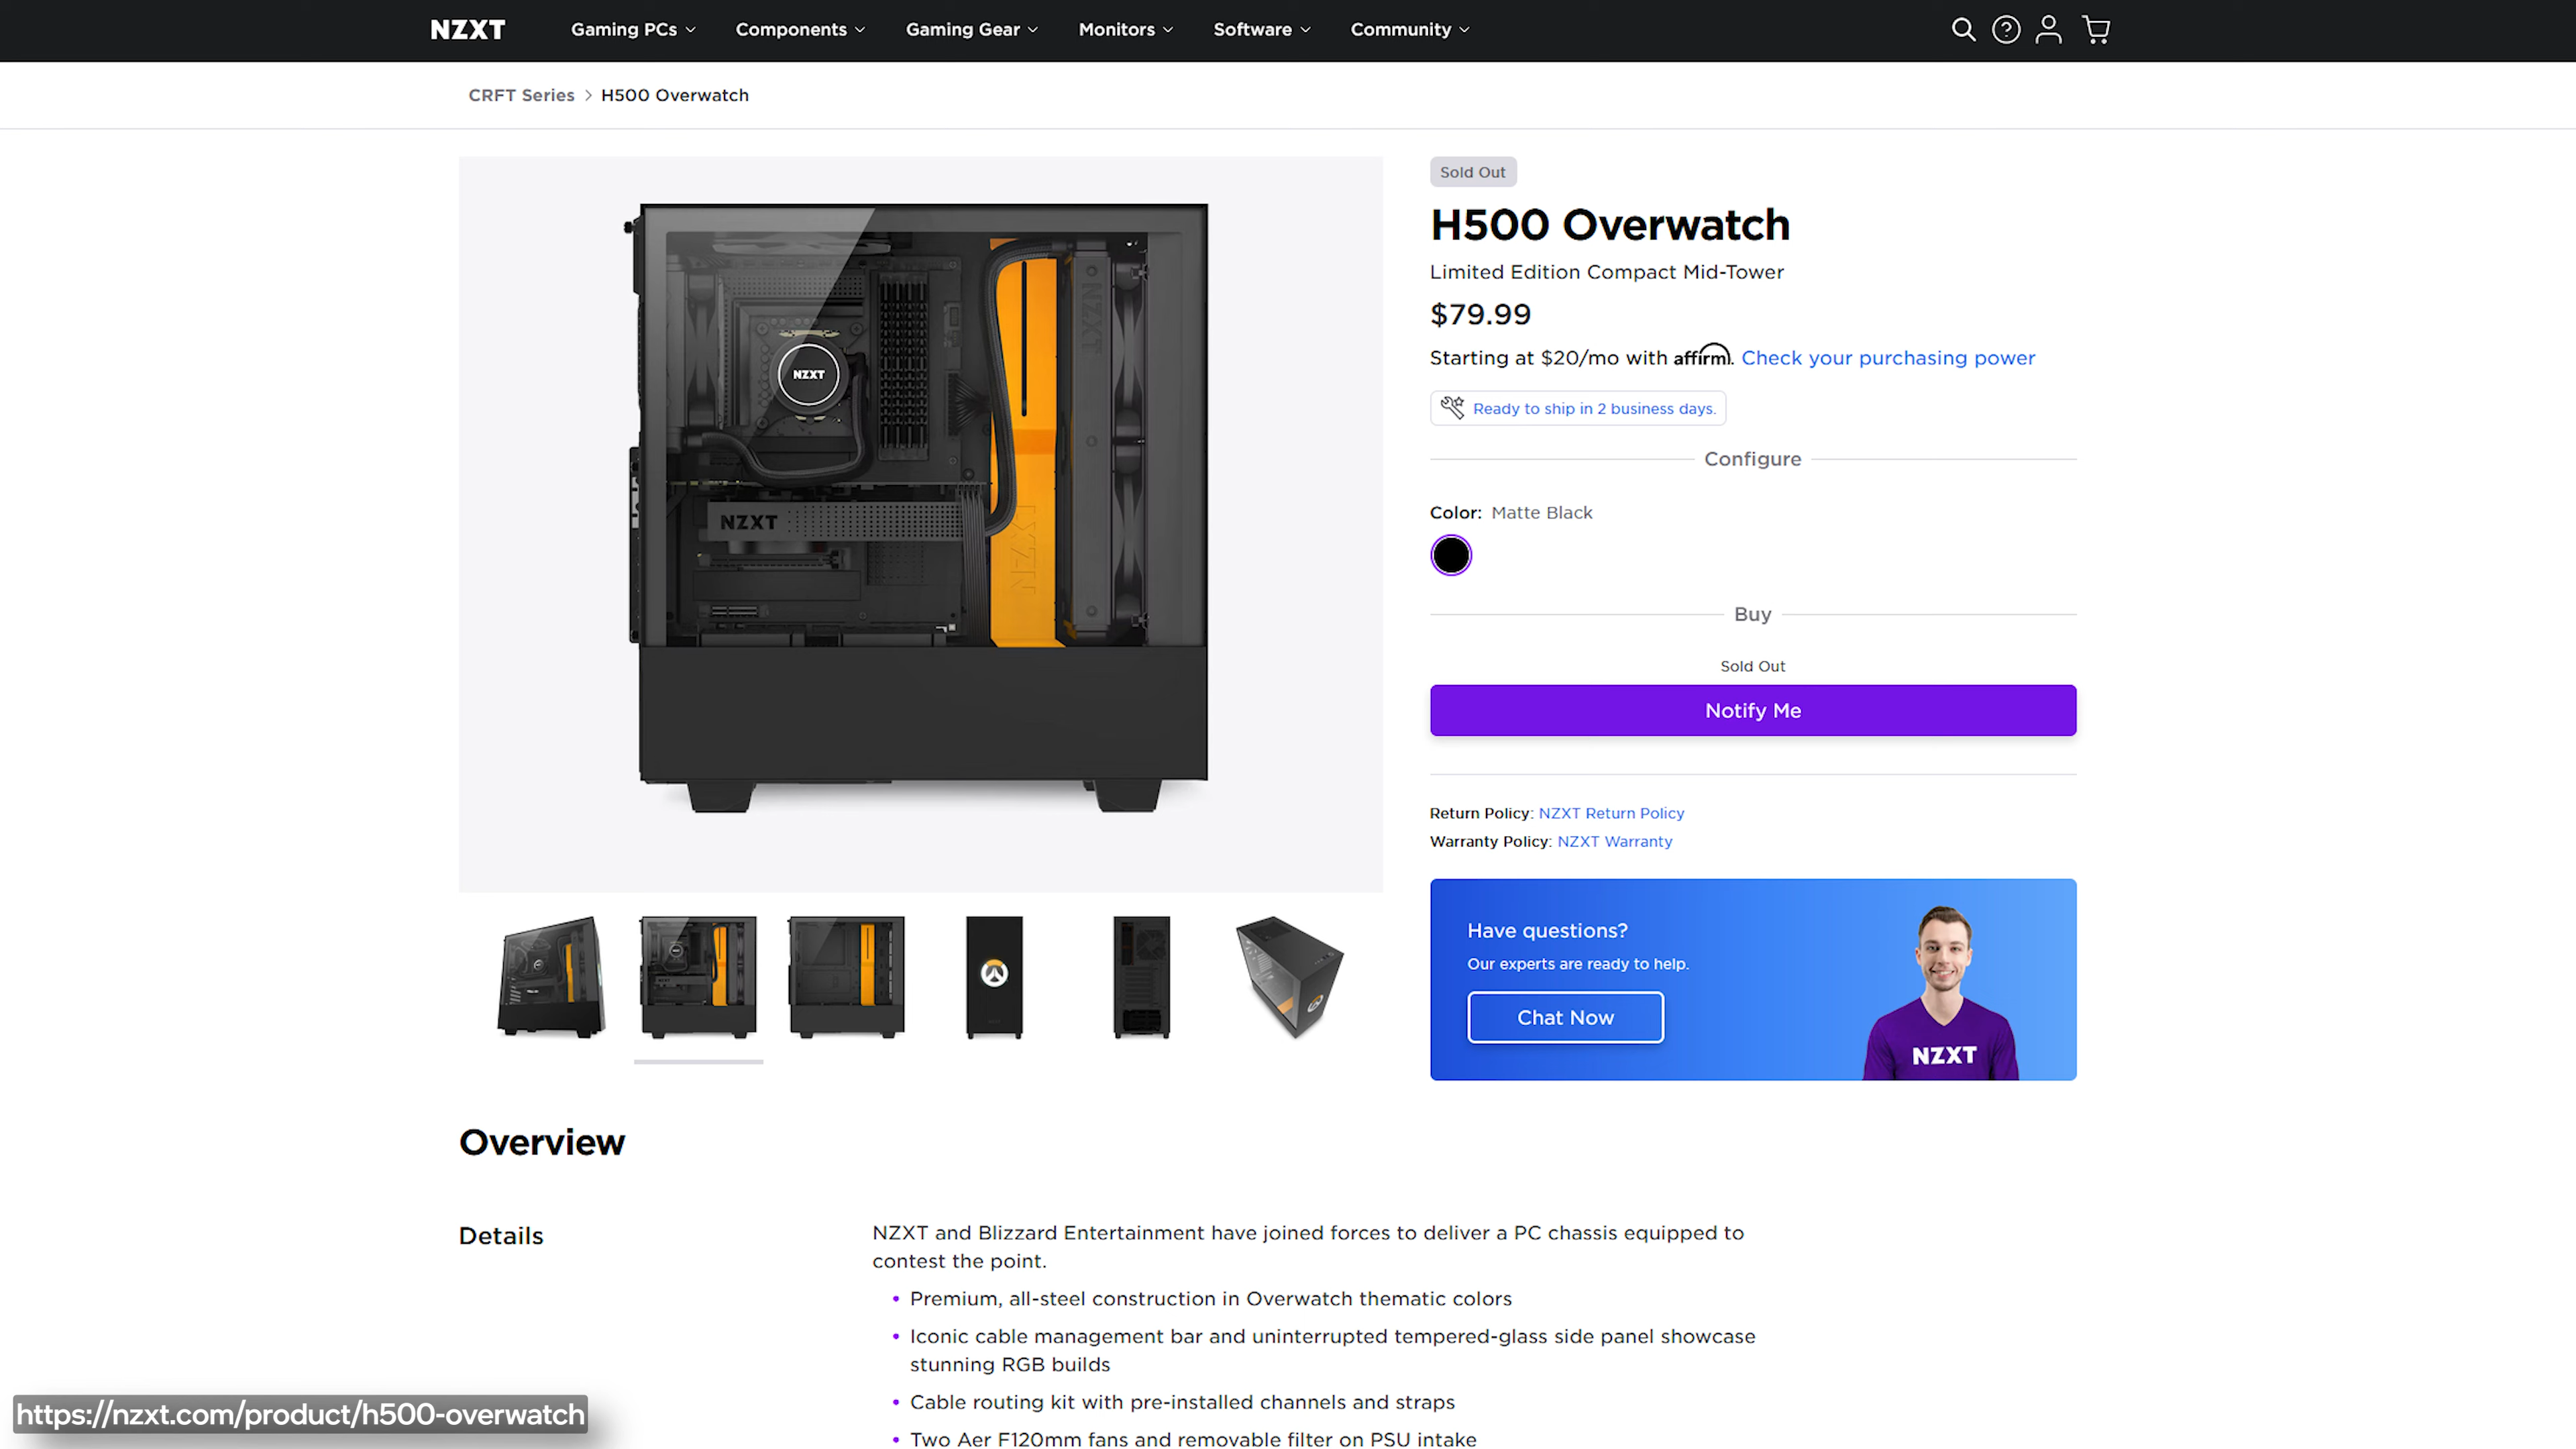 NZXT
Gaming PCs
Components
Gaming Gear
Monitors
Software
Community
CRFT Series > H500 Overwatch
NZXT
NZXT
NZXT
NZXT
Sold Out
H500 Overwatch
Limited Edition Compact Mid-Tower
$79.99
Starting at $20/mo with affirm. Check your purchasing power
Ready to ship in 2 business days.
Configure
Color: Matte Black
Buy
Sold Out
Notify Me
Return Policy: NZXT Return Policy
Warranty Policy: NZXT Warranty
Have questions?
Our experts are ready to help.
Chat Now
NZXT
Overview
Details
NZXT and Blizzard Entertainment have joined forces to deliver a PC chassis equipped to
contest the point.
• Premium, all-steel construction in Overwatch thematic colors
• Iconic cable management bar and uninterrupted tempered-glass side panel showcase
stunning RGB builds
• Cable routing kit with pre-installed channels and straps
• Two Aer F120mm fans and removable filter on PSU intake
https://nzxt.com/product/h500-overwatch